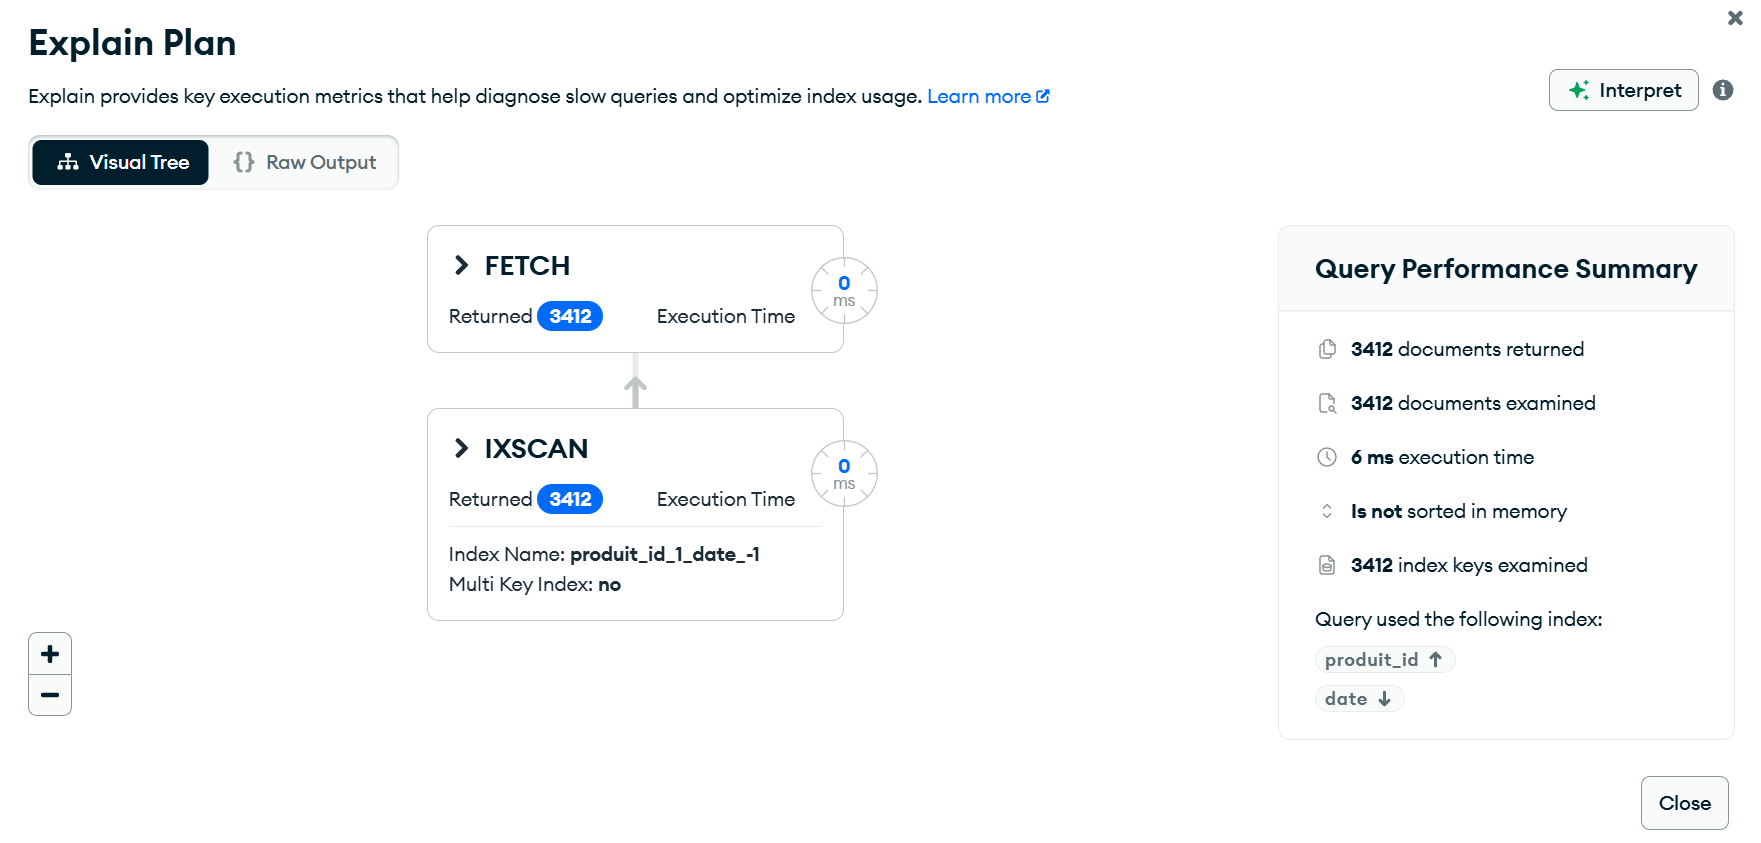 Explain Plan
Explain provides key execution metrics that help diagnose slow queries and optimize index usage. Learn more
Interpret
Visual Tree
Raw Output
FETCH
Returned 3412 Execution Time
0
ms
IXSCAN
Returned 3412 Execution Time
0
ms
Index Name: produit_id_1_date_-1
Multi Key Index: no
Query Performance Summary
3412 documents returned
3412 documents examined
6 ms execution time
Is not sorted in memory
3412 index keys examined
Query used the following index:
produit_id ↑
date ↓
Close